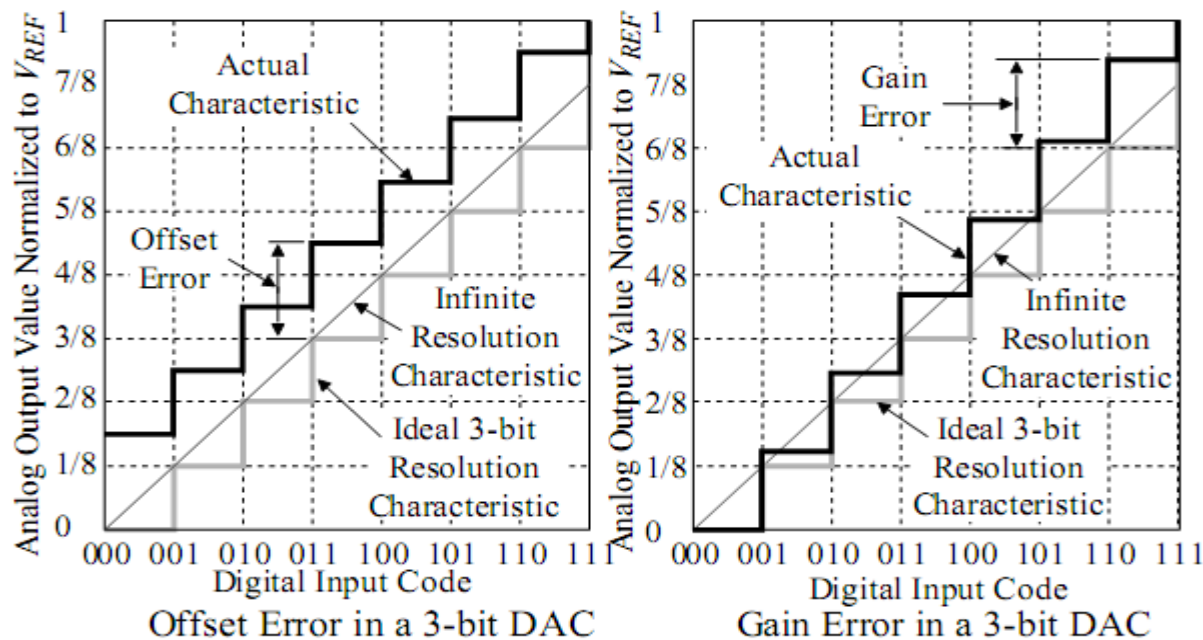 Analog Output Value Normalized to VREF
1
7/8
6/8
5/8
4/8
3/8
2/8
1/8
0
Actual
Characteristic
Offset
Error
Infinite
Resolution
Characteristic
Ideal 3-bit
Resolution
Characteristic
000 001 010 011 100 101 110 111
Digital Input Code
Offset Error in a 3-bit DAC
Analog Output Value Normalized to VREF
1
7/8
6/8
5/8
4/8
3/8
2/8
1/8
0
Gain
Error
Actual
Characteristic
Infinite
Resolution
Characteristic
Ideal 3-bit
Resolution
Characteristic
000 001 010 011 100 101 110 111
Digital Input Code
Gain Error in a 3-bit DAC